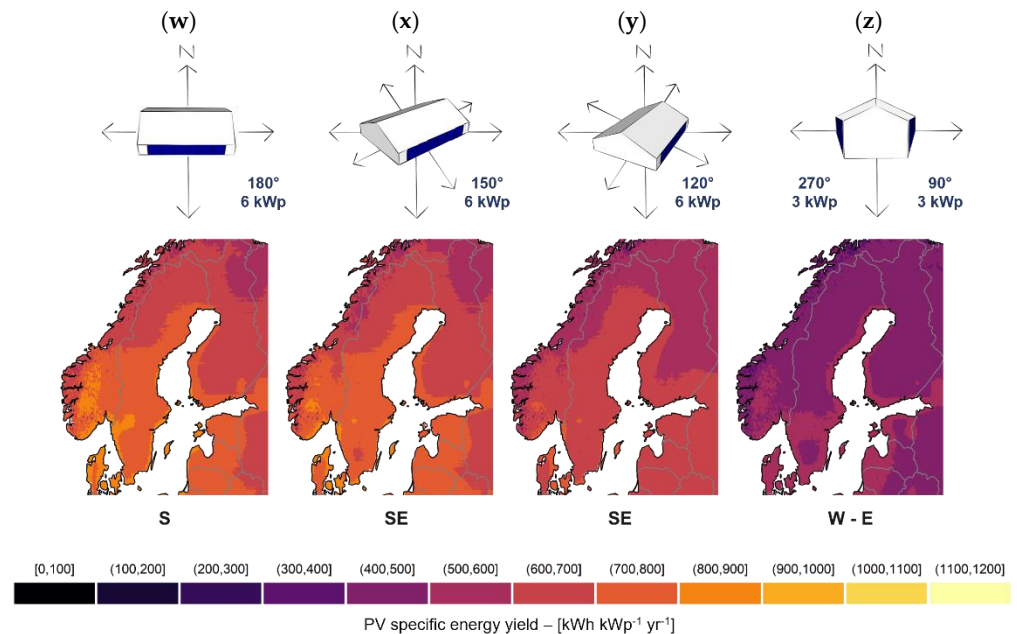 (w) (x) (y) (z)
N N N N
180° 150° 120° 270° 90°
6 kWp 6 kWp 6 kWp 3 kWp 3 kWp
S SE SE W - E
[0,100] (100,200] (200,300] (300,400] (400,500] (500,600] (600,700] (700,800] (800,900] (900,1000] (1000,1100] (1100,1200]
PV specific energy yield – [kWh kWp⁻¹ yr⁻¹]